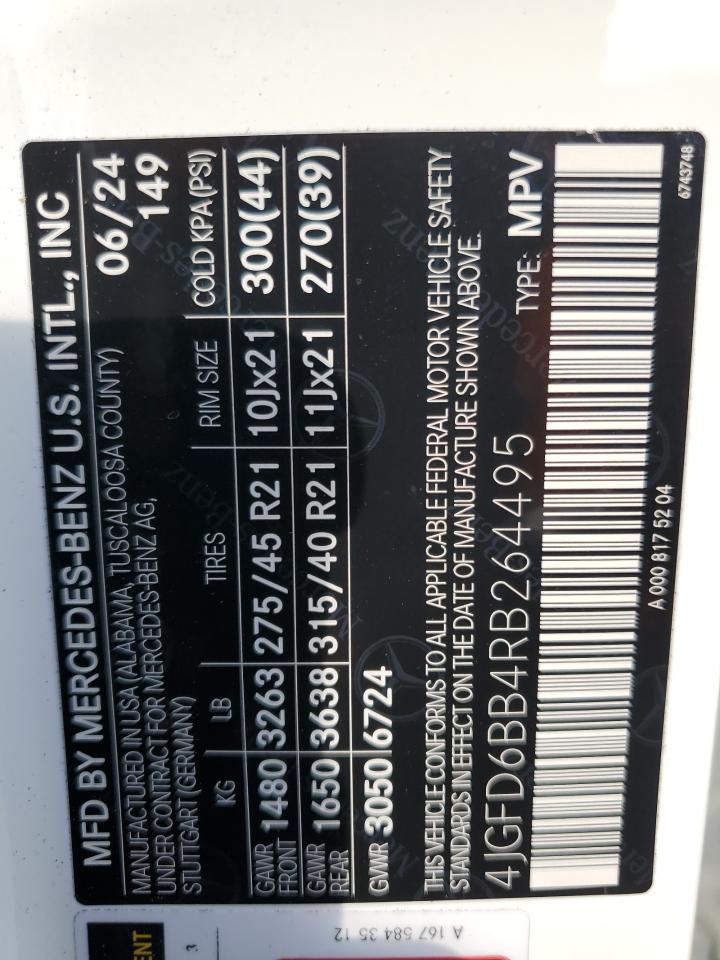 MFD BY MERCEDES-BENZ U.S. INTL., INC
MANUFACTURED IN USA (ALABAMA, TUSCALOOSA COUNTY) 06/24
UNDER CONTRACT FOR MERCEDES-BENZ AG, 149
STUTTGART (GERMANY)
KG LB TIRES RIM SIZE COLD KPA (PSI)
GAWR FRONT 1480 3263 275/45 R21 10Jx21 300(44)
GAWR REAR 1650 3638 315/40 R21 11Jx21 270(39)
GVWR 3050 6724
THIS VEHICLE CONFORMS TO ALL APPLICABLE FEDERAL MOTOR VEHICLE SAFETY
STANDARDS IN EFFECT ON THE DATE OF MANUFACTURE SHOWN ABOVE.
4JGFD6BB4RB264495 TYPE: MPV
A 000 817 52 04
6743748
A 167 584 35 12
3